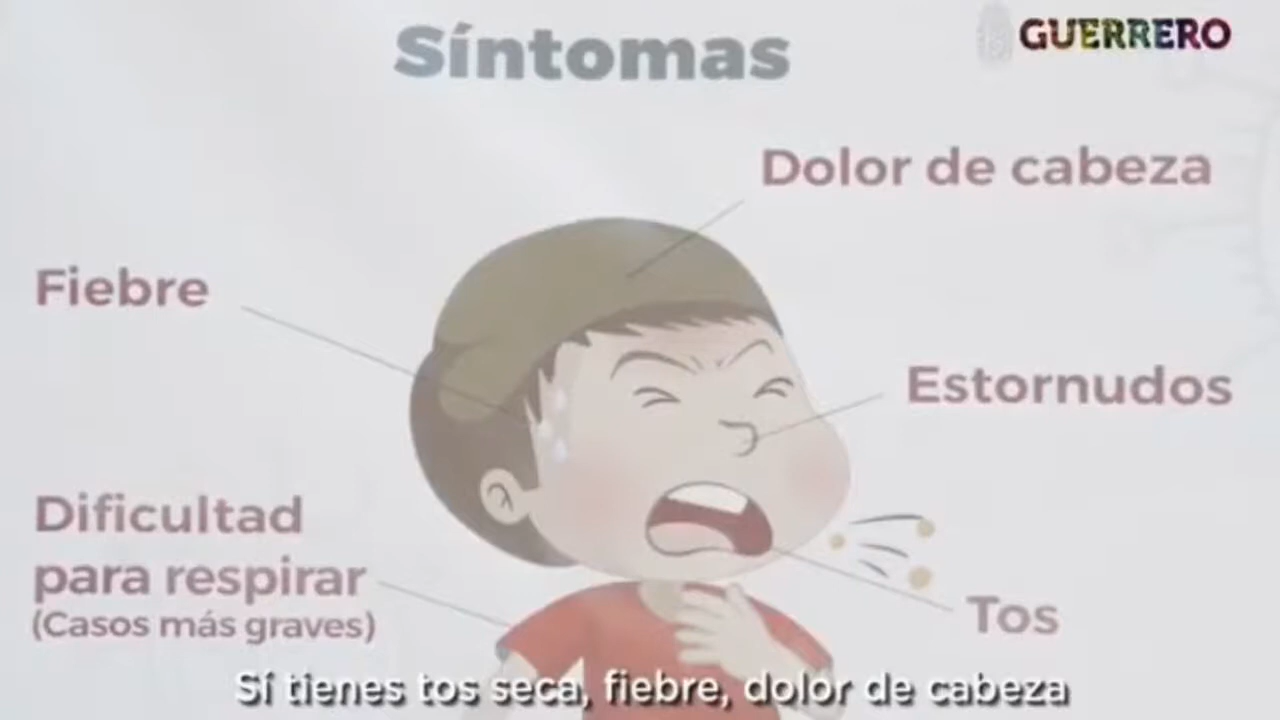 Síntomas
GUERRERO
Dolor de cabeza
Fiebre
Estornudos
Dificultad
para respirar
(Casos más graves)
Tos
Sí tienes tos seca, fiebre, dolor de cabeza